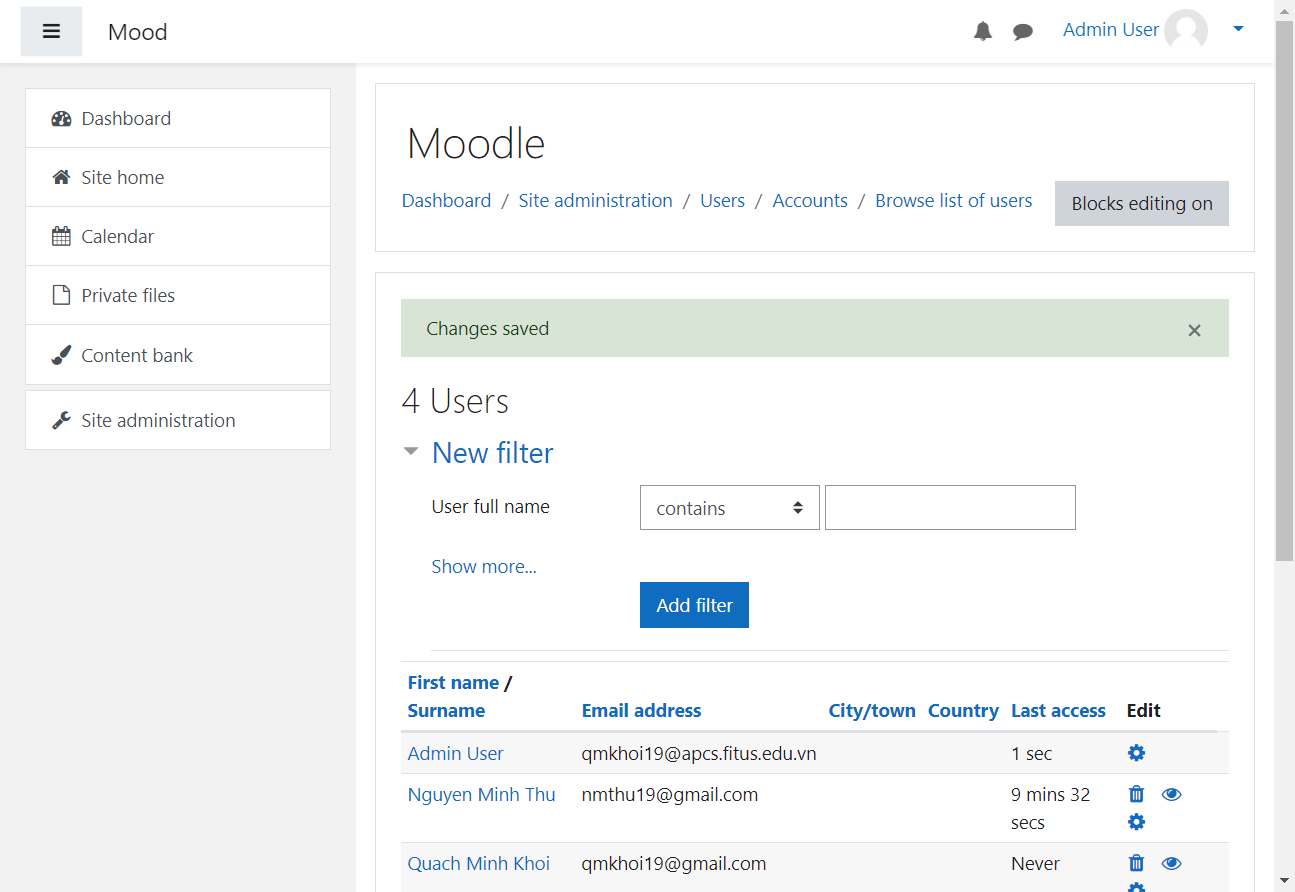 Mood
Admin User
Dashboard
Site home
Calendar
Private files
Content bank
Site administration
Moodle
Dashboard / Site administration / Users / Accounts / Browse list of users
Blocks editing on
Changes saved
×
4 Users
New filter
User full name
contains
Show more...
Add filter
First name /
Surname Email address City/town Country Last access Edit
Admin User qmkhoi19@apcs.fitus.edu.vn 1 sec
Nguyen Minh Thu nmthu19@gmail.com 9 mins 32
secs
Quach Minh Khoi qmkhoi19@gmail.com Never